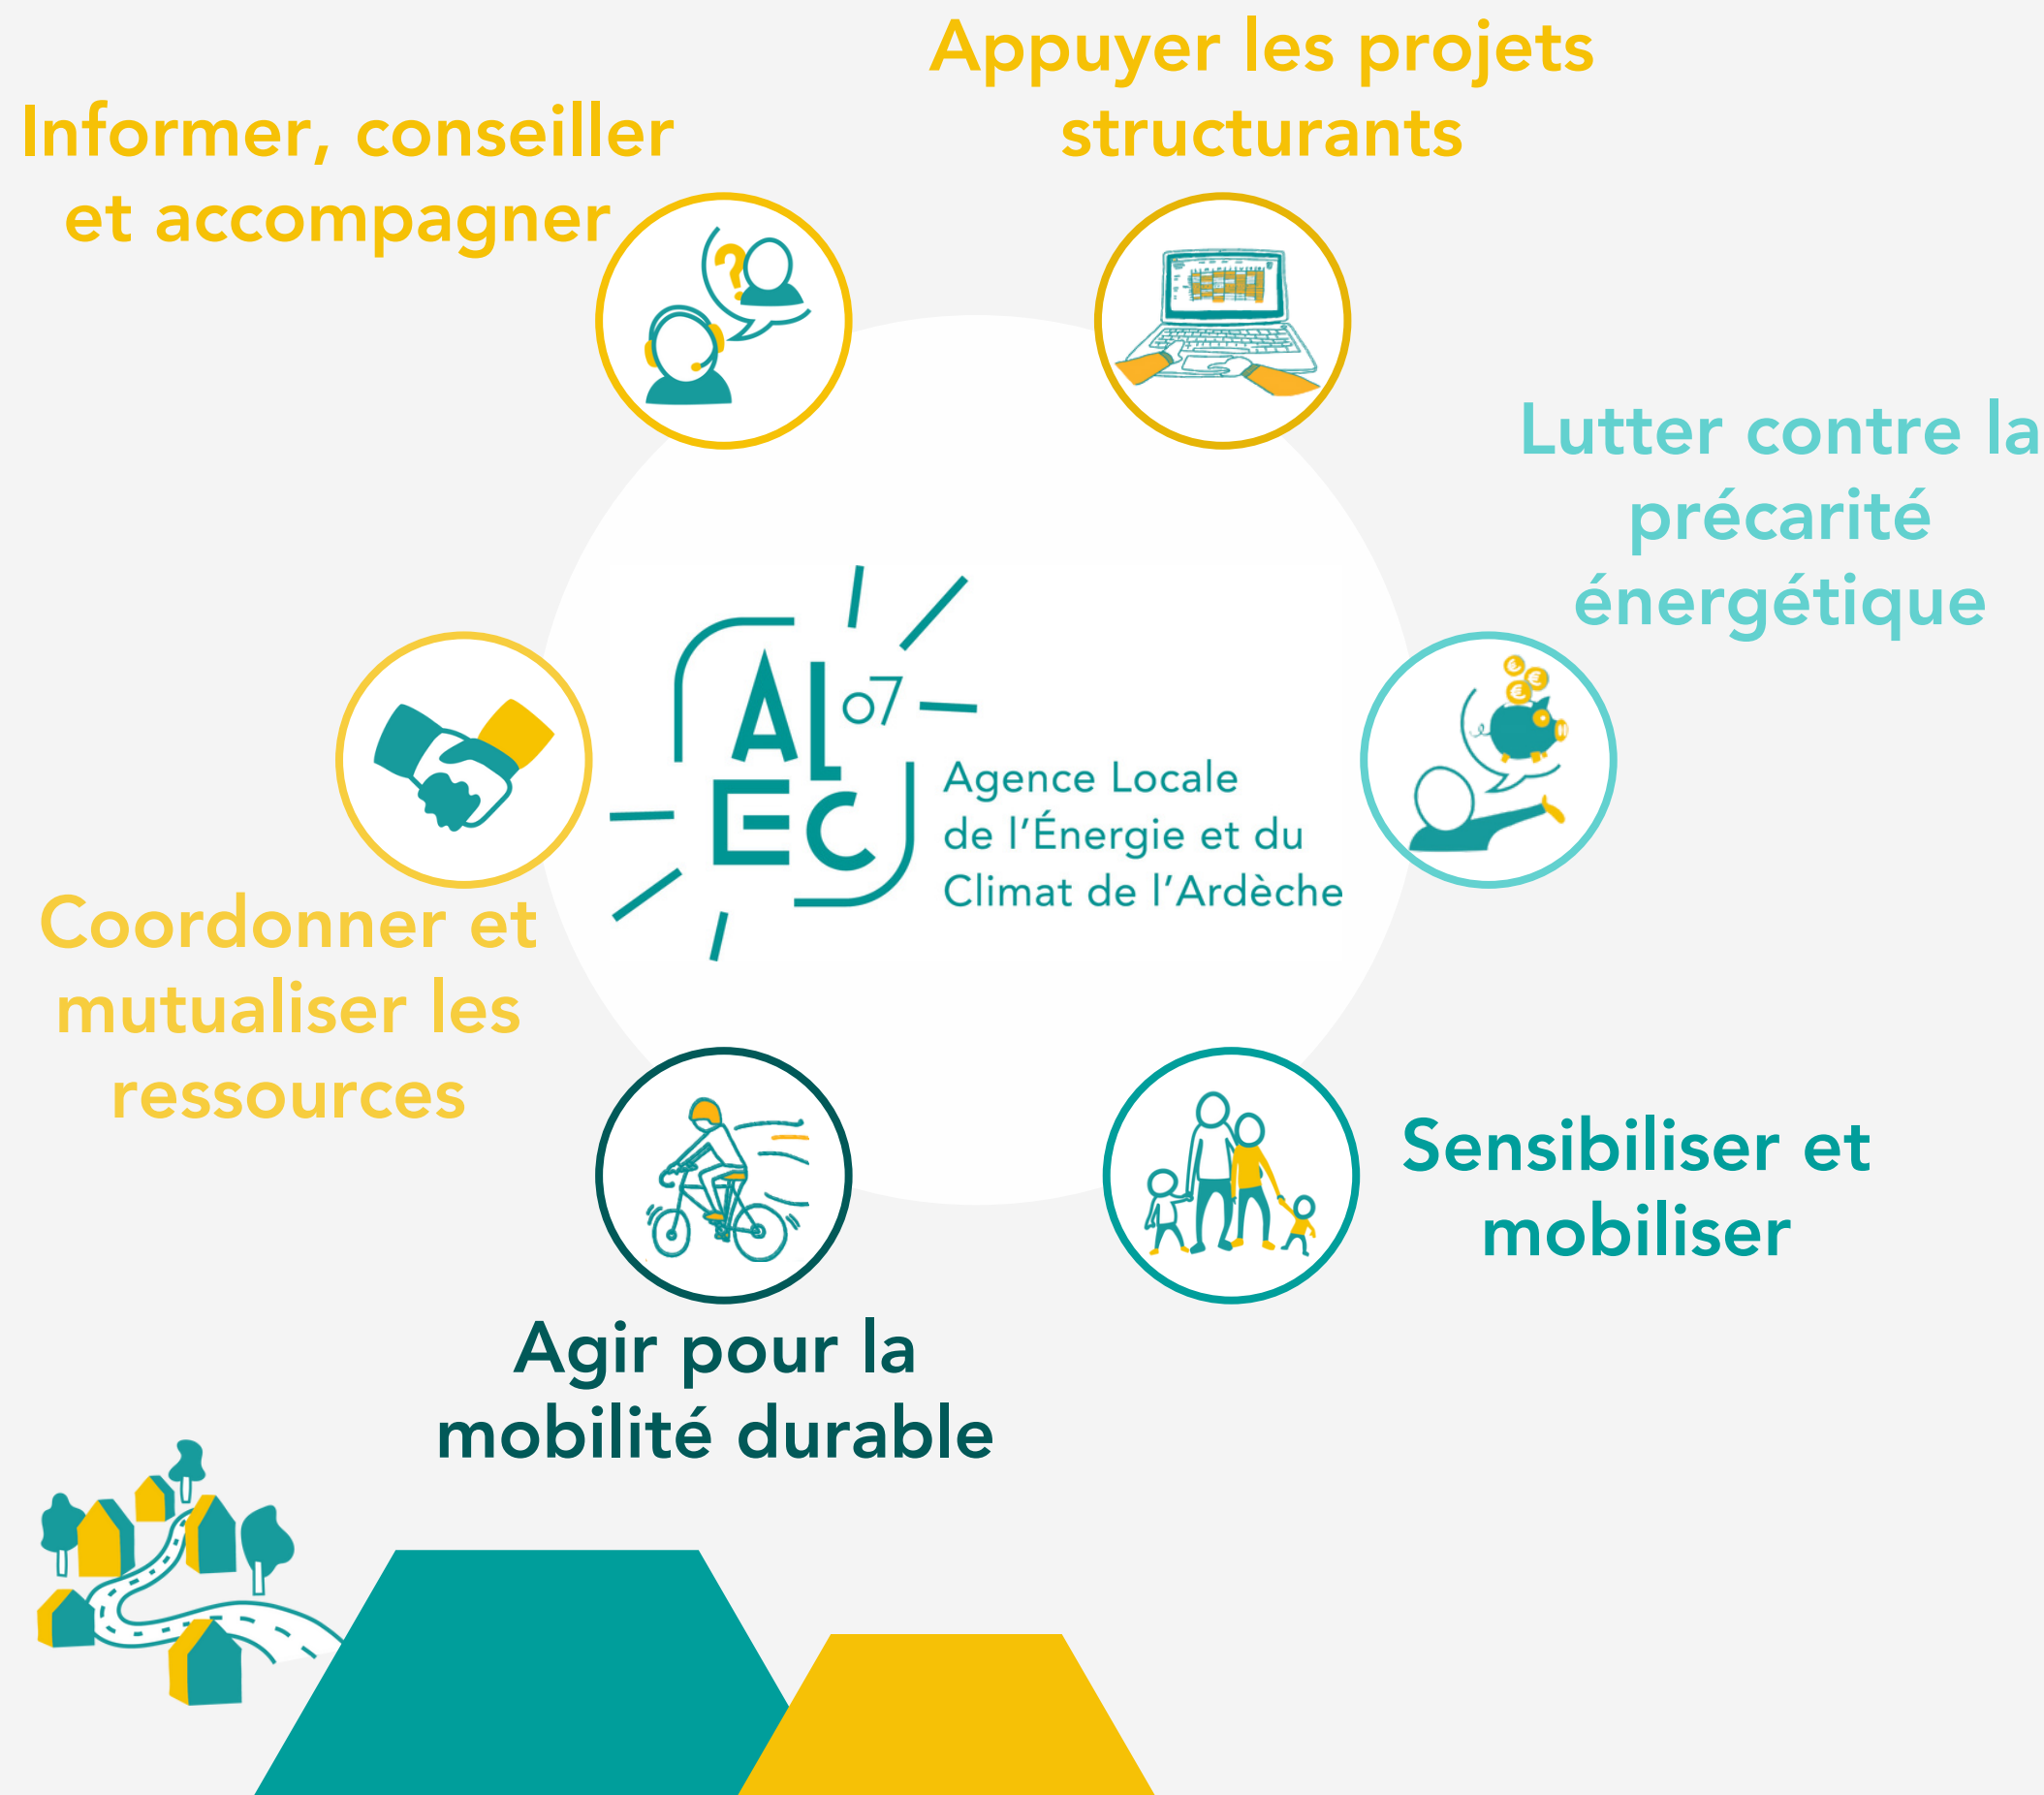 Appuyer les projets
structurants
Informer, conseiller
et accompagner
?
Lutter contre la
précarité
énergétique
€
€
€
AL 07
EC
Agence Locale
de l'Énergie et du
Climat de l'Ardèche
Coordonner et
mutualiser les
ressources
Sensibiliser et
mobiliser
Agir pour la
mobilité durable